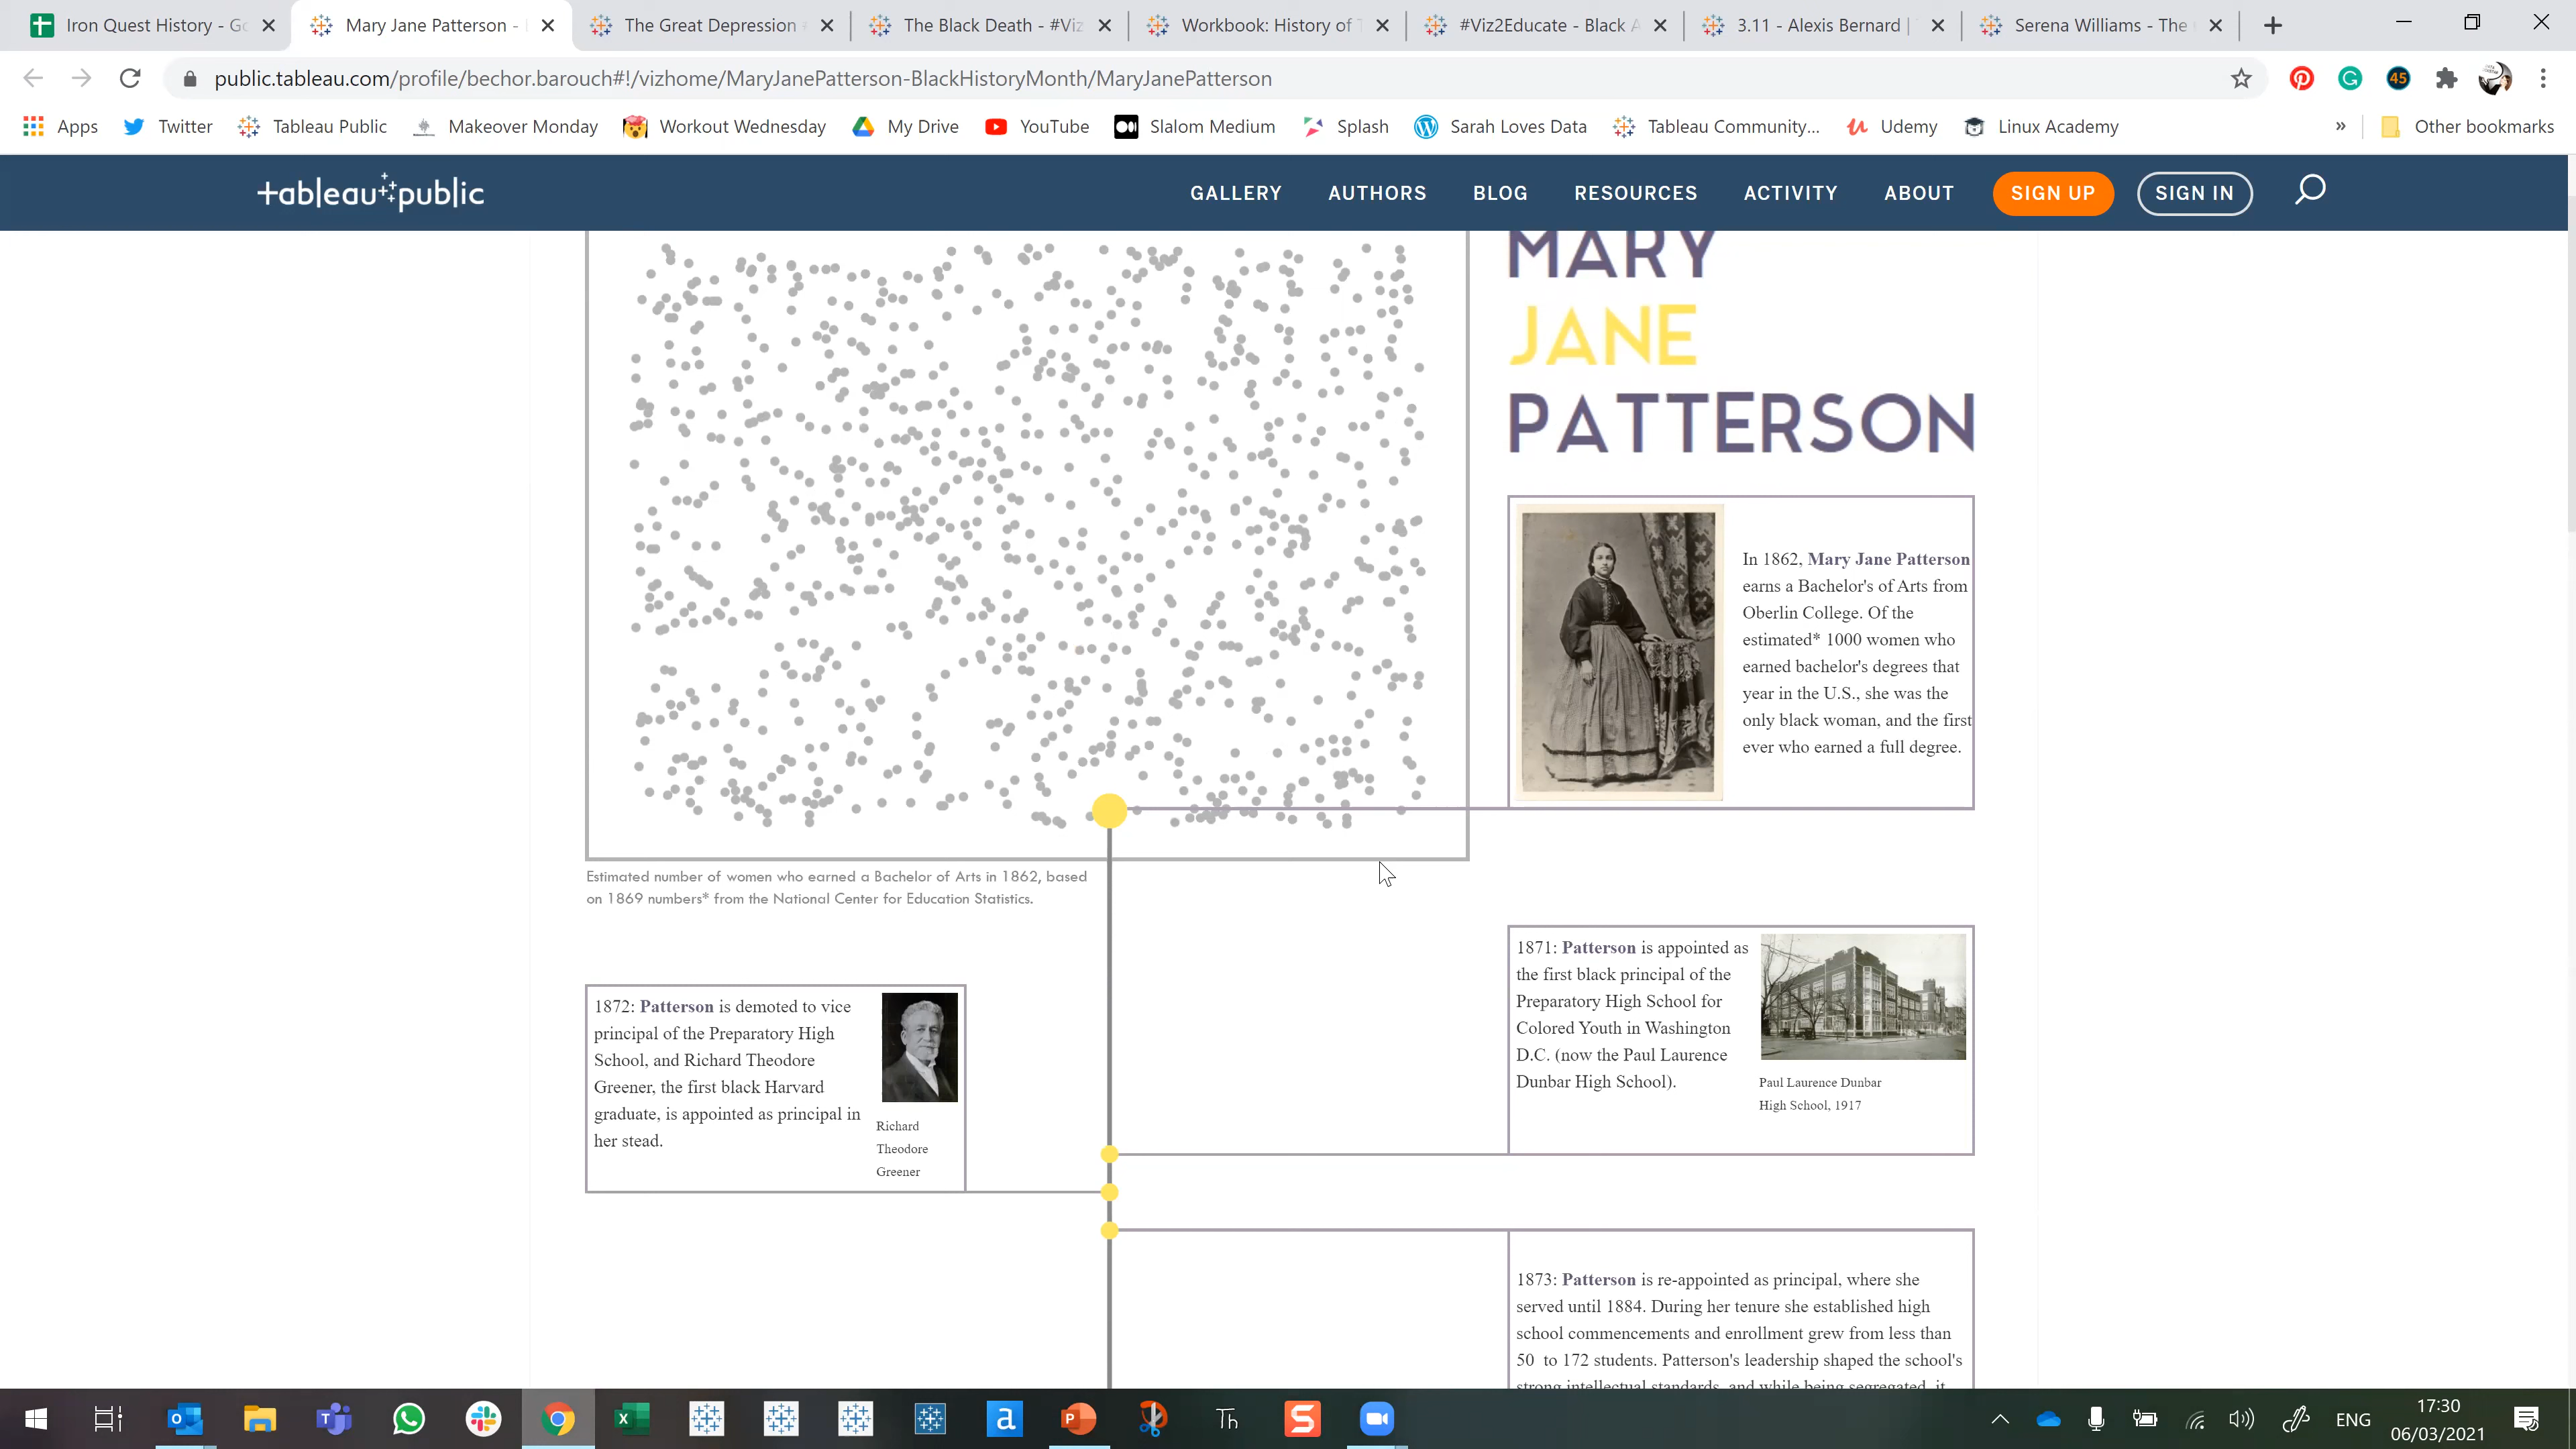 Iron Quest History - Go
Mary Jane Patterson -
The Great Depression
The Black Death - #Viz
Workbook: History of T
#Viz2Educate - Black A
3.11 - Alexis Bernard |
Serena Williams - The
public.tableau.com/profile/bechor.barouch#!/vizhome/MaryJanePatterson-BlackHistoryMonth/MaryJanePatterson
45
Apps
Twitter
Tableau Public
Makeover Monday
Workout Wednesday
My Drive
YouTube
Slalom Medium
Splash
Sarah Loves Data
Tableau Community...
Udemy
Linux Academy
»
Other bookmarks
+ableau public
GALLERY
AUTHORS
BLOG
RESOURCES
ACTIVITY
ABOUT
SIGN UP
SIGN IN
MARY
JANE
PATTERSON
In 1862, Mary Jane Patterson
earns a Bachelor's of Arts from
Oberlin College. Of the
estimated* 1000 women who
earned bachelor's degrees that
year in the U.S., she was the
only black woman, and the first
ever who earned a full degree.
Estimated number of women who earned a Bachelor of Arts in 1862, based
on 1869 numbers* from the National Center for Education Statistics.
1871: Patterson is appointed as
the first black principal of the
Preparatory High School for
Colored Youth in Washington
D.C. (now the Paul Laurence
Dunbar High School).
Paul Laurence Dunbar
High School, 1917
1872: Patterson is demoted to vice
principal of the Preparatory High
School, and Richard Theodore
Greener, the first black Harvard
graduate, is appointed as principal in
her stead.
Richard
Theodore
Greener
1873: Patterson is re-appointed as principal, where she
served until 1884. During her tenure she established high
school commencements and enrollment grew from less than
50 to 172 students. Patterson's leadership shaped the school's
strong intellectual standards, and while being segregated, it
Th
ENG
17:30
06/03/2021